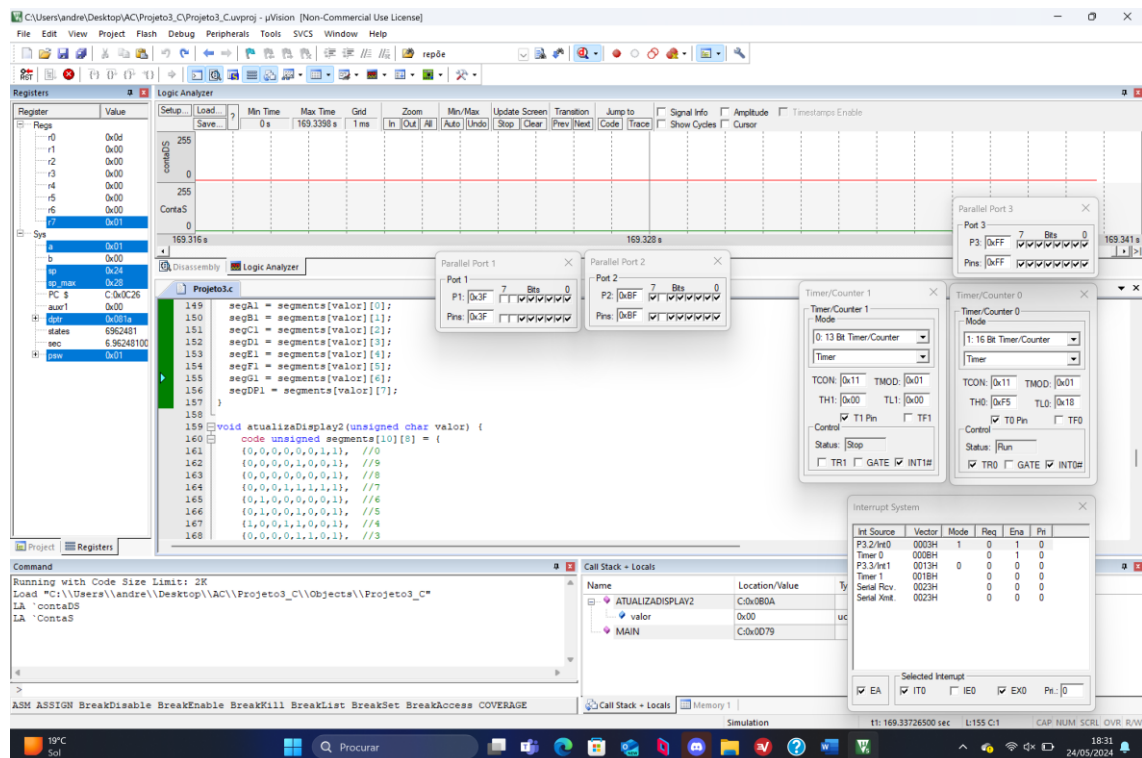 C:\Users\andre\Desktop\AC\Projeto3_C\Projeto3_C.uvproj - µVision [Non-Commercial Use License]
File Edit View Project Flash Debug Peripherals Tools SVCS Window Help
repõe
RST
Registers
Register Value
Regs
r0 0x0d
r1 0x00
r2 0x00
r3 0x00
r4 0x00
r5 0x00
r6 0x00
r7 0x01
Sys
a 0x01
b 0x00
sp 0x24
sp_max 0x28
PC $ C:0x0C26
auxr1 0x00
dptr 0x081a
states 6962481
sec 6.96248100
psw 0x01
Project Registers
Logic Analyzer
Setup... Load... ? Min Time Max Time Grid Zoom Min/Max Update Screen Transition Jump to Signal Info Amplitude Timestamps Enable
Save... 0 s 169.3398 s 1 ms In Out All Auto Undo Stop Clear Prev Next Code Trace Show Cycles Cursor
255
contaDS
0
255
ContaS
0
169.316 s 169.328 s 169.341 s
Disassembly Logic Analyzer
Projeto3.c
149 segA1 = segments[valor][0];
150 segB1 = segments[valor][1];
151 segC1 = segments[valor][2];
152 segD1 = segments[valor][3];
153 segE1 = segments[valor][4];
154 segF1 = segments[valor][5];
155 segG1 = segments[valor][6];
156 segDP1 = segments[valor][7];
157 }
158
159 void atualizaDisplay2(unsigned char valor) {
160 code unsigned segments[10][8] = {
161 {0,0,0,0,0,0,1,1}, //0
162 {0,0,0,0,1,0,0,1}, //9
163 {0,0,0,0,0,0,0,1}, //8
164 {0,0,0,1,1,1,1,1}, //7
165 {0,1,0,0,0,0,0,1}, //6
166 {0,1,0,0,1,0,0,1}, //5
167 {1,0,0,1,1,0,0,1}, //4
168 {0,0,0,0,1,1,0,1}, //3
Parallel Port 1
Port 1
7 Bits 0
P1: 0x3F
Pins: 0x3F
Parallel Port 2
Port 2
7 Bits 0
P2: 0xBF
Pins: 0xBF
Parallel Port 3
Port 3
7 Bits 0
P3: 0xFF
Pins: 0xFF
Timer/Counter 1
Timer/Counter 1
Mode
0: 13 Bit Timer/Counter
Timer
TCON: 0x11 TMOD: 0x01
TH1: 0x00 TL1: 0x00
T1 Pin TF1
Control
Status: Stop
TR1 GATE INT1#
Timer/Counter 0
Timer/Counter 0
Mode
1: 16 Bit Timer/Counter
Timer
TCON: 0x11 TMOD: 0x01
TH0: 0xF5 TL0: 0x18
T0 Pin TF0
Control
Status: Run
TR0 GATE INT0#
Interrupt System
Int Source Vector Mode Req Ena Pri
P3.2/Int0 0003H 1 0 1 0
Timer 0 000BH 0 1 0
P3.3/Int1 0013H 0 0 0 0
Timer 1 001BH 0 0 0
Serial Rcv. 0023H 0 0 0
Serial Xmit. 0023H 0 0 0
Selected Interrupt
EA IT0 IE0 EX0 Pri.: 0
Command
Running with Code Size Limit: 2K
Load "C:\\Users\\andre\\Desktop\\AC\\Projeto3_C\\Objects\\Projeto3_C"
LA `contaDS
LA `ContaS
>
ASM ASSIGN BreakDisable BreakEnable BreakKill BreakList BreakSet BreakAccess COVERAGE
Call Stack + Locals
Name Location/Value
ATUALIZADISPLAY2 C:0x0B0A
valor 0x00 uc
MAIN C:0x0D79
Call Stack + Locals Memory 1
Simulation t1: 169.33726500 sec L:155 C:1 CAP NUM SCRL OVR R/W
19°C
Sol
Procurar
18:31
24/05/2024